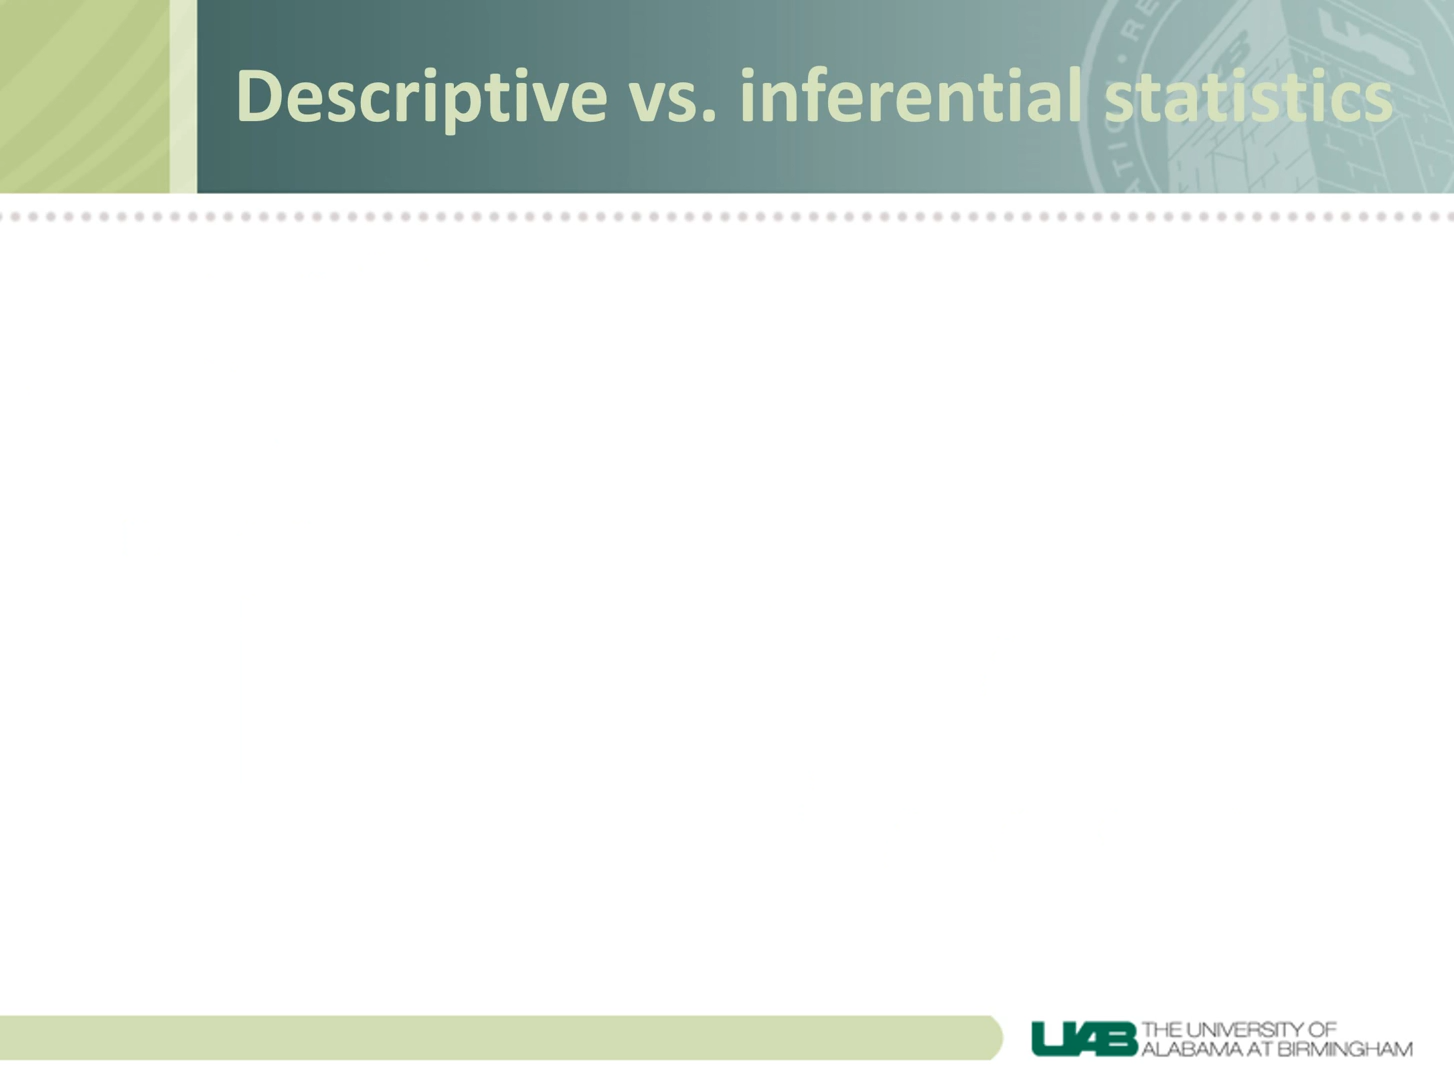 Descriptive vs. inferential statistics
UAB THE UNIVERSITY OF
ALABAMA AT BIRMINGHAM